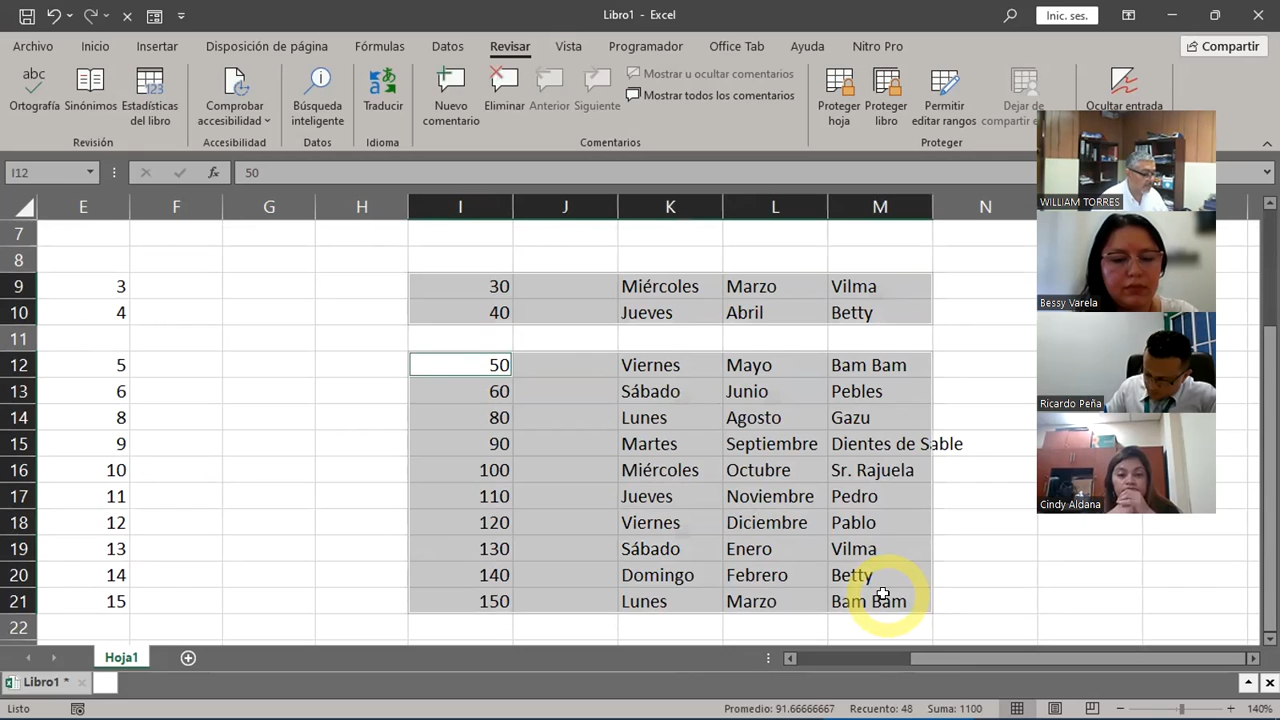 Libro1 - Excel
Inic. ses.
Archivo Inicio Insertar Disposición de página Fórmulas Datos Revisar Vista Programador Office Tab Ayuda Nitro Pro Compartir
abc
Ortografía Sinónimos Estadísticas del libro Comprobar accesibilidad Búsqueda inteligente Traducir Nuevo comentario Eliminar Anterior Siguiente Mostrar u ocultar comentarios
Mostrar todos los comentarios
Proteger hoja Proteger libro Permitir editar rangos Dejar de compartir Ocultar entrada
Revisión Accesibilidad Datos Idioma Comentarios Proteger
I12 fx 50
E F G H I J K L M N
7
8
9 3 30 Miércoles Marzo Vilma
10 4 40 Jueves Abril Betty
11
12 5 50 Viernes Mayo Bam Bam
13 6 60 Sábado Junio Pebles
14 8 80 Lunes Agosto Gazu
15 9 90 Martes Septiembre Dientes de Sable
16 10 100 Miércoles Octubre Sr. Rajuela
17 11 110 Jueves Noviembre Pedro
18 12 120 Viernes Diciembre Pablo
19 13 130 Sábado Enero Vilma
20 14 140 Domingo Febrero Betty
21 15 150 Lunes Marzo Bam Bam
22
WILLIAM TORRES
Bessy Varela
Ricardo Peña
Cindy Aldana
Hoja1
Libro1 *
Listo Promedio: 91.66666667 Recuento: 48 Suma: 1100 140%